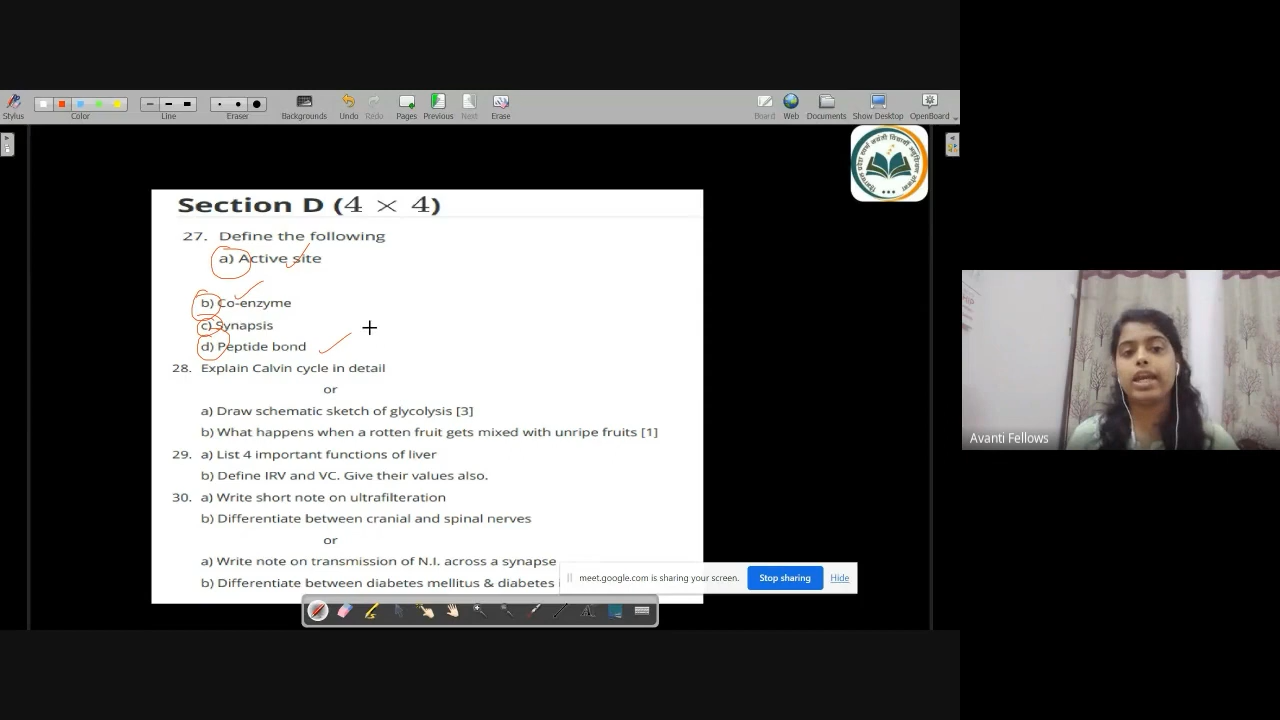 Stylus
Color
Line
Eraser
Backgrounds
Undo
Redo
Pages
Previous
Next
Erase
Board
Web
Documents
Show Desktop
OpenBoard
Section D (4 × 4)
27. Define the following
a) Active site
b) Co-enzyme
c) Synapsis
d) Peptide bond
28. Explain Calvin cycle in detail
or
a) Draw schematic sketch of glycolysis [3]
b) What happens when a rotten fruit gets mixed with unripe fruits [1]
29. a) List 4 important functions of liver
b) Define IRV and VC. Give their values also.
30. a) Write short note on ultrafilteration
b) Differentiate between cranial and spinal nerves
or
a) Write note on transmission of N.I. across a synapse
b) Differentiate between diabetes mellitus & diabetes
meet.google.com is sharing your screen.
Stop sharing
Hide
Avanti Fellows